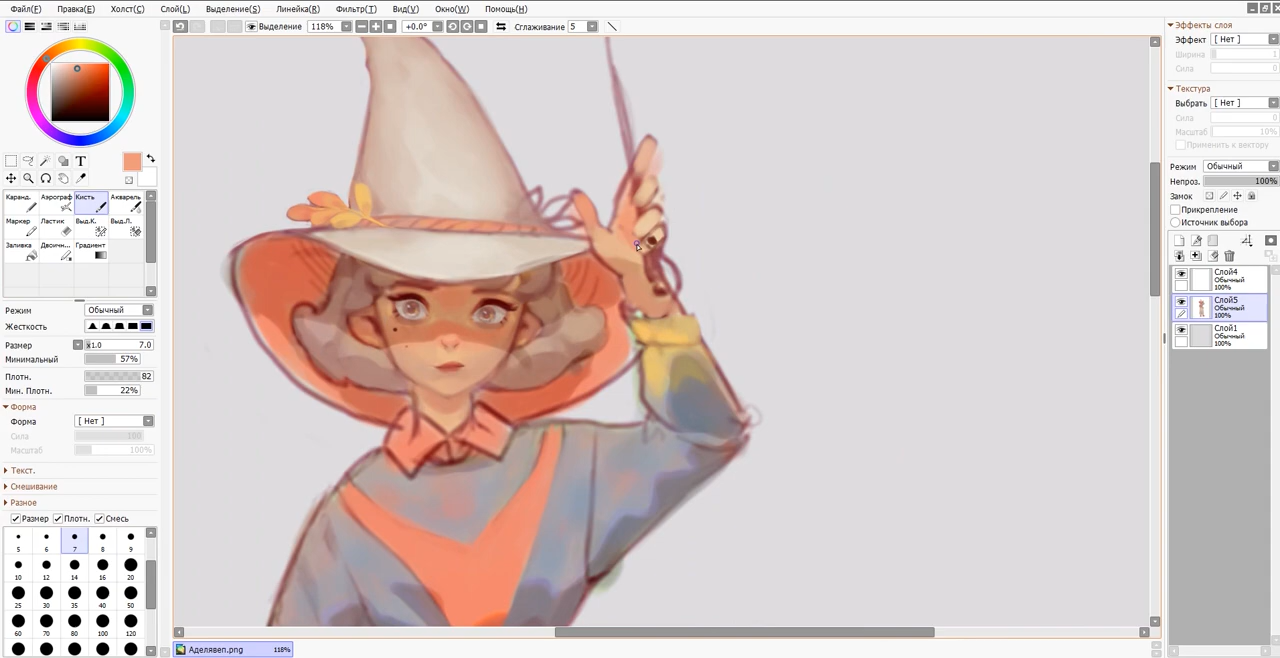 Файл(F) Правка(E) Холст(C) Слой(L) Выделение(S) Линейка(R) Фильтр(T) Вид(V) Окно(W) Помощь(H)
Выделение 118% +0.0° Сглаживание 5
T
Каранд. Аэрограф Кисть Акварель
Маркер Ластик Выд.К. Выд.Л.
Заливка Двоичн... Градиент
Режим Обычный
Жесткость
Размер x1.0 7.0
Минимальный 57%
Плотн. 82
Мин. Плотн. 22%
Форма
Форма [ Нет ]
Сила 100
Масштаб 100%
Текст.
Смешивание
Разное
Размер Плотн. Смесь
5 6 7 8 9
10 12 14 16 20
25 30 35 40 50
60 70 80 100 120
Аделявеп.png 118%
Эффекты слоя
Эффект [ Нет ]
Ширина 1
Сила 0
Текстура
Выбрать [ Нет ]
Сила 0
Масштаб 10%
Применить к вектору
Режим Обычный
Непроз. 100%
Замок
Прикрепление
Источник выбора
Слой4
Обычный
100%
Слой5
Обычный
100%
Слой1
Обычный
100%